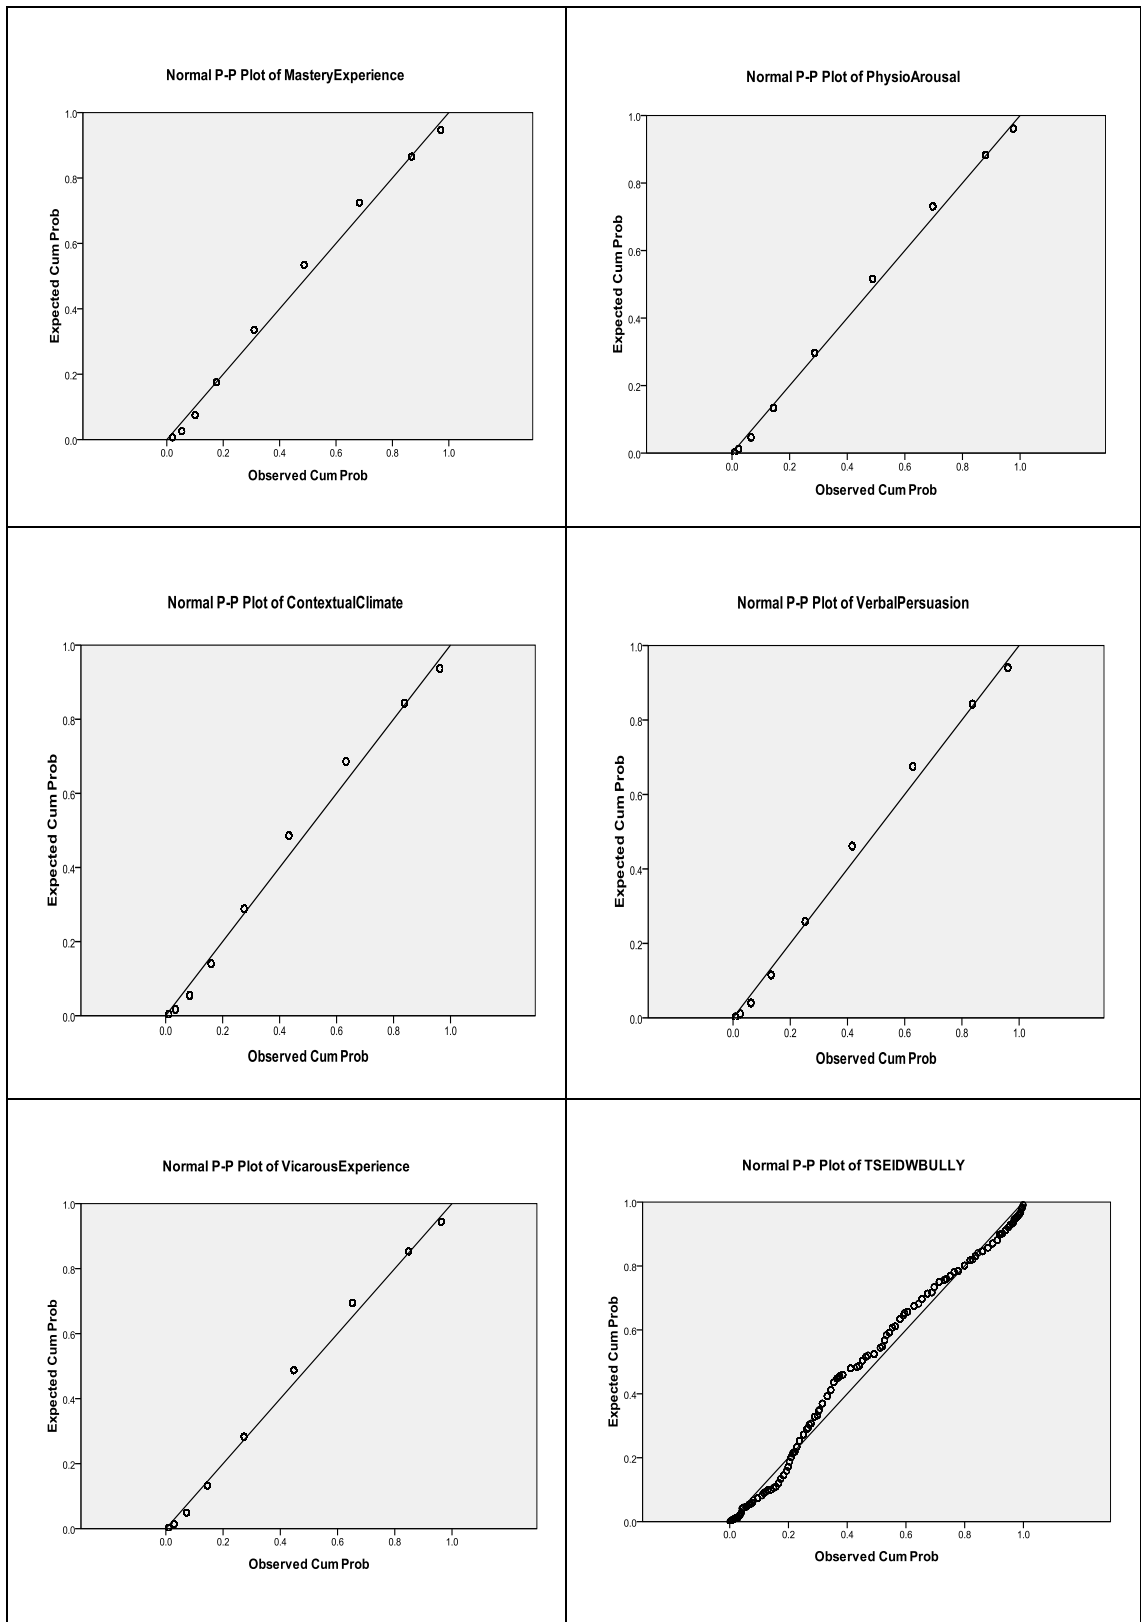 Normal P-P Plot of MasteryExperience
Expected Cum Prob
1.0
0.8
0.6
0.4
0.2
0.0
0.0 0.2 0.4 0.6 0.8 1.0
Observed Cum Prob
Normal P-P Plot of PhysioArousal
Expected Cum Prob
1.0
0.8
0.6
0.4
0.2
0.0
0.0 0.2 0.4 0.6 0.8 1.0
Observed Cum Prob
Normal P-P Plot of ContextualClimate
Expected Cum Prob
1.0
0.8
0.6
0.4
0.2
0.0
0.0 0.2 0.4 0.6 0.8 1.0
Observed Cum Prob
Normal P-P Plot of VerbalPersuasion
Expected Cum Prob
1.0
0.8
0.6
0.4
0.2
0.0
0.0 0.2 0.4 0.6 0.8 1.0
Observed Cum Prob
Normal P-P Plot of VicarousExperience
Expected Cum Prob
1.0
0.8
0.6
0.4
0.2
0.0
0.0 0.2 0.4 0.6 0.8 1.0
Observed Cum Prob
Normal P-P Plot of TSEIDWBULLY
Expected Cum Prob
1.0
0.8
0.6
0.4
0.2
0.0
0.0 0.2 0.4 0.6 0.8 1.0
Observed Cum Prob